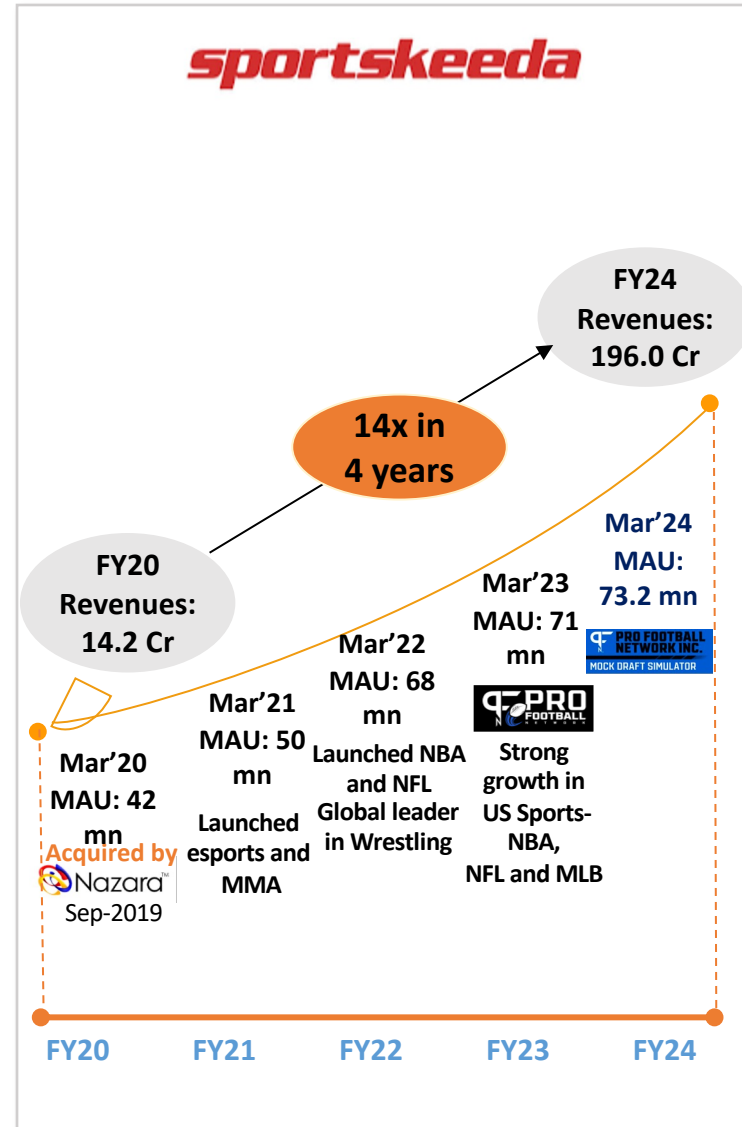 sportskeeda
FY24
Revenues:
196.0 Cr
14x in
4 years
FY20
Revenues:
14.2 Cr
Mar’20
MAU: 42
mn
Acquired by
Nazara™
Sep-2019
Mar’21
MAU: 50
mn
Launched
esports and
MMA
Mar’22
MAU: 68
mn
Launched NBA
and NFL
Global leader
in Wrestling
Mar’23
MAU: 71
mn
PFN PRO
FOOTBALL
NETWORK
Strong
growth in
US Sports-
NBA,
NFL and MLB
Mar’24
MAU:
73.2 mn
PFN PRO FOOTBALL
NETWORK INC.
MOCK DRAFT SIMULATOR
FY20 FY21 FY22 FY23 FY24